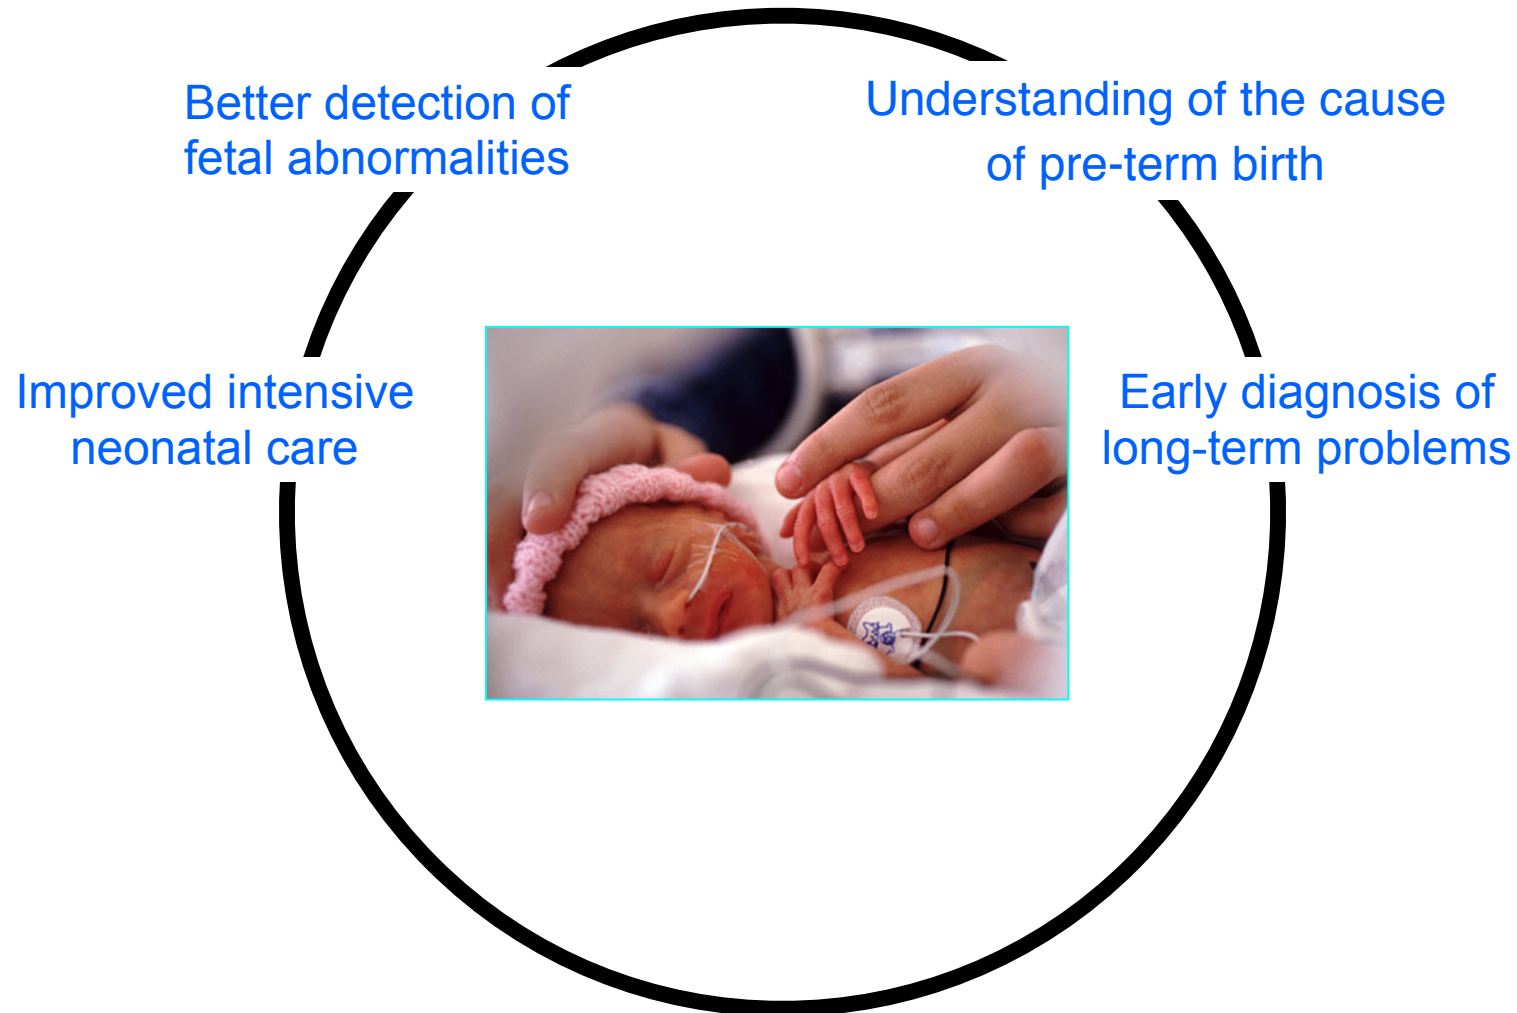 Better detection of
fetal abnormalities
Understanding of the cause
of pre-term birth
Improved intensive
neonatal care
Early diagnosis of
long-term problems